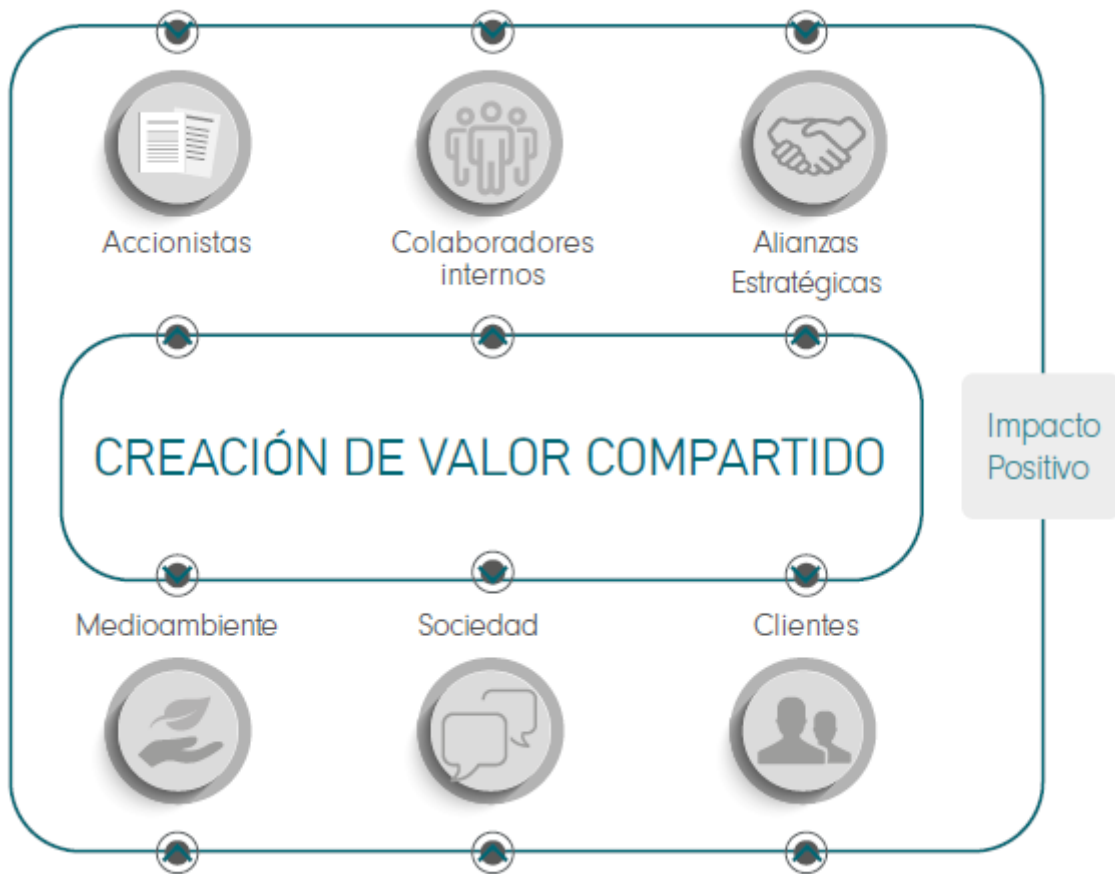 Accionistas
Colaboradores
internos
Alianzas
Estratégicas
CREACIÓN DE VALOR COMPARTIDO
Impacto
Positivo
Medioambiente
Sociedad
Clientes